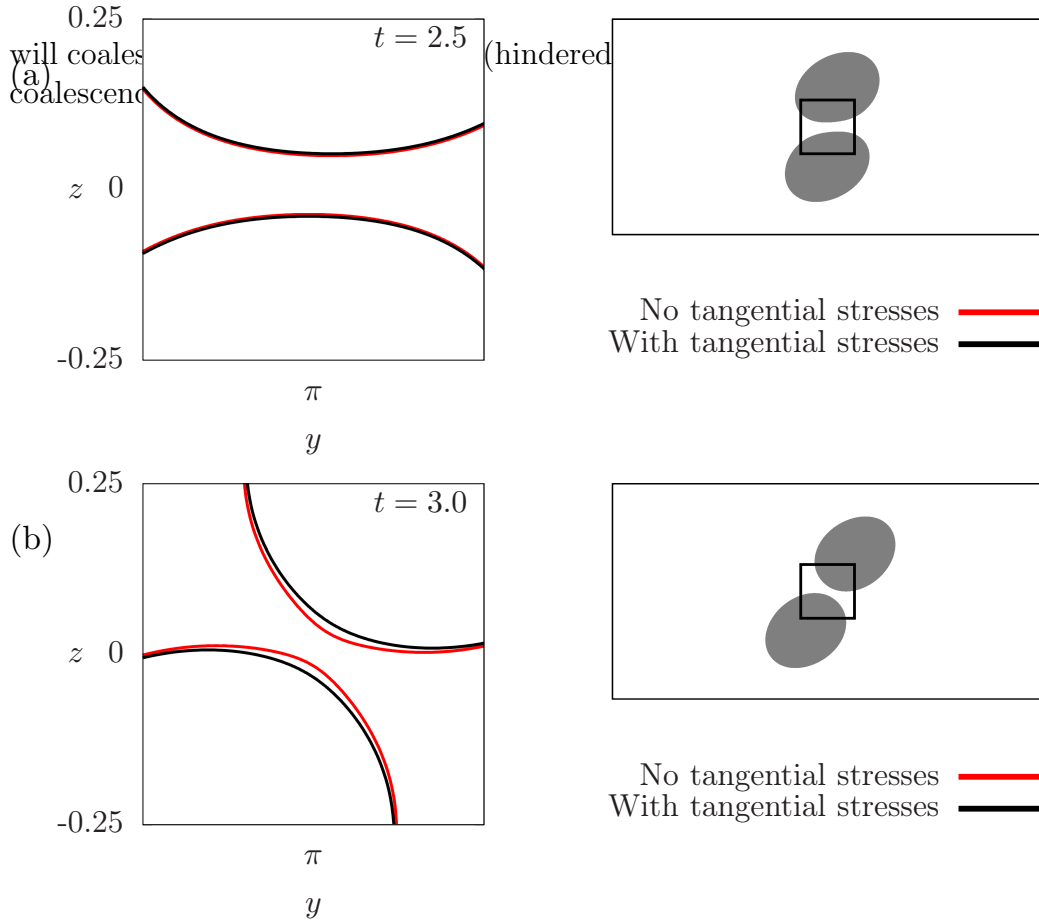 0.25
t = 2.5
will coales (hindered
(a)
coalescenc
z 0
No tangential stresses
With tangential stresses
-0.25
π
y
0.25
t = 3.0
(b)
z 0
No tangential stresses
With tangential stresses
-0.25
π
y